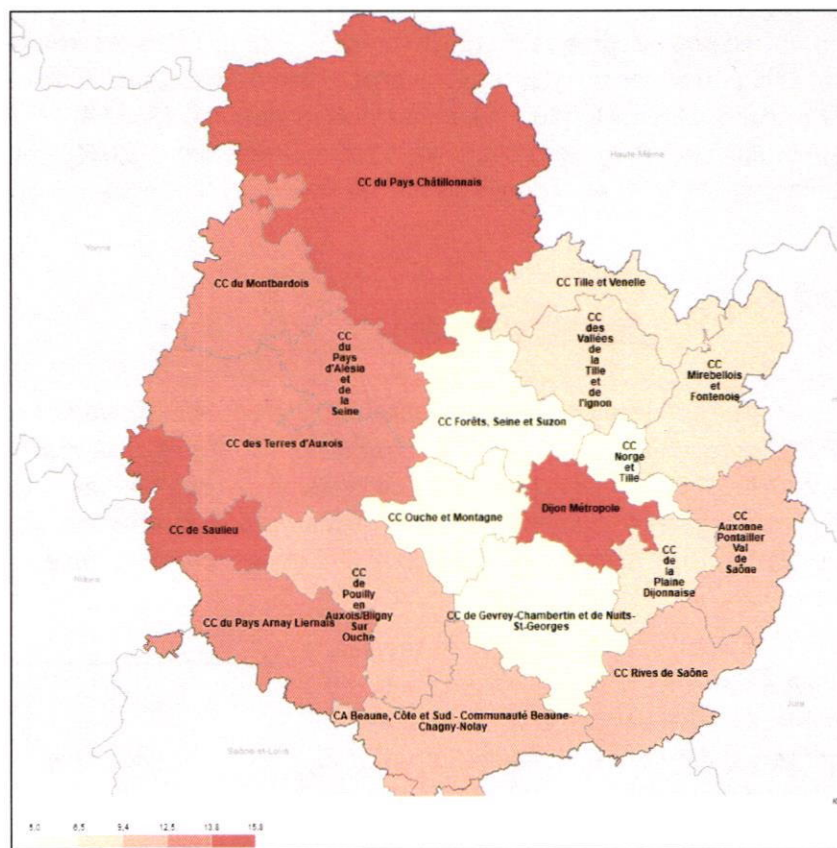 CC du Pays Châtillonnais
Haute Marne
Yonne
CC du Montbardois
CC Tille et Venelle
CC
des Vallées
de la
Tille
et de
l'Ignon
CC
du
Pays
d'Alésia
et
de
la
Seine
CC
Mirebellois
et
Fontenois
CC Forêts, Seine et Suzon
CC des Terres d'Auxois
CC
Norge
et
Tille
CC Ouche et Montagne
Dijon Métropole
CC de Saulieu
CC
Auxonne
Pontailler
Val
de
Saône
CC
de
la
Plaine
Dijonnaise
Nièvre
CC
de
Pouilly
en
Auxois/Bligny
Sur
Ouche
CC du Pays Arnay Liernais
CC de Gevrey-Chambertin et de Nuits-
St-Georges
CC Rives de Saône
Jura
CA Beaune, Côte et Sud - Communauté Beaune-
Chagny-Nolay
Saône-et-Loire
5,0 6,5 9,4 12,5 13,8 15,8